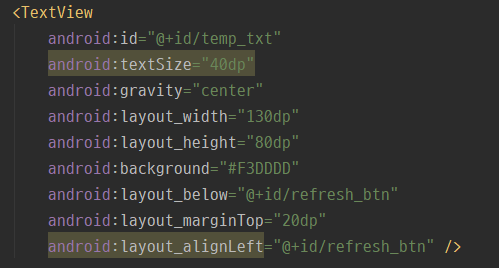 <TextView
android:id="@+id/temp_txt"
android:textSize="40dp"
android:gravity="center"
android:layout_width="130dp"
android:layout_height="80dp"
android:background="#F3DDDD"
android:layout_below="@+id/refresh_btn"
android:layout_marginTop="20dp"
android:layout_alignLeft="@+id/refresh_btn" />